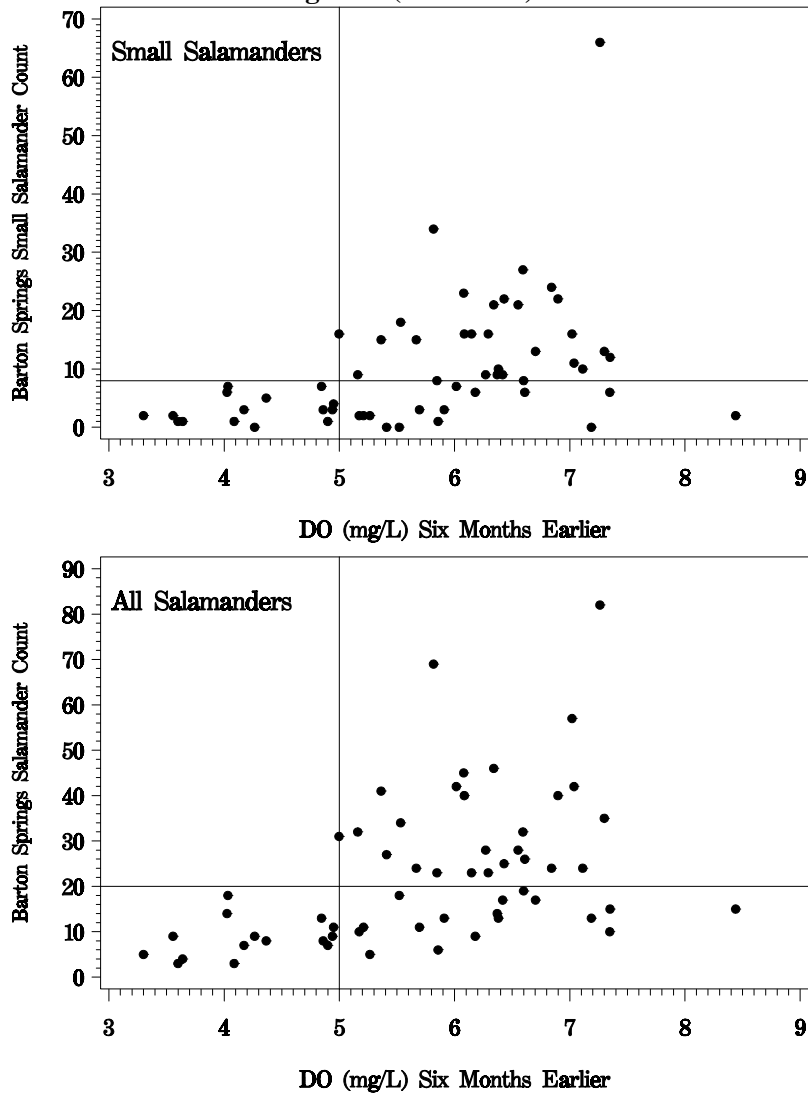 70
Small Salamanders
60
50
40
30
20
10
0
Barton Springs Small Salamander Count
3 4 5 6 7 8 9
DO (mg/L) Six Months Earlier
90
All Salamanders
80
70
60
50
40
30
20
10
0
Barton Springs Salamander Count
3 4 5 6 7 8 9
DO (mg/L) Six Months Earlier